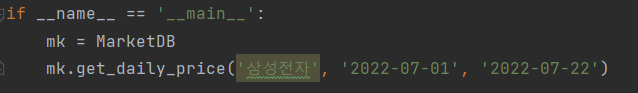 if __name__ == '__main__':
    mk = MarketDB
    mk.get_daily_price('삼성전자', '2022-07-01', '2022-07-22')